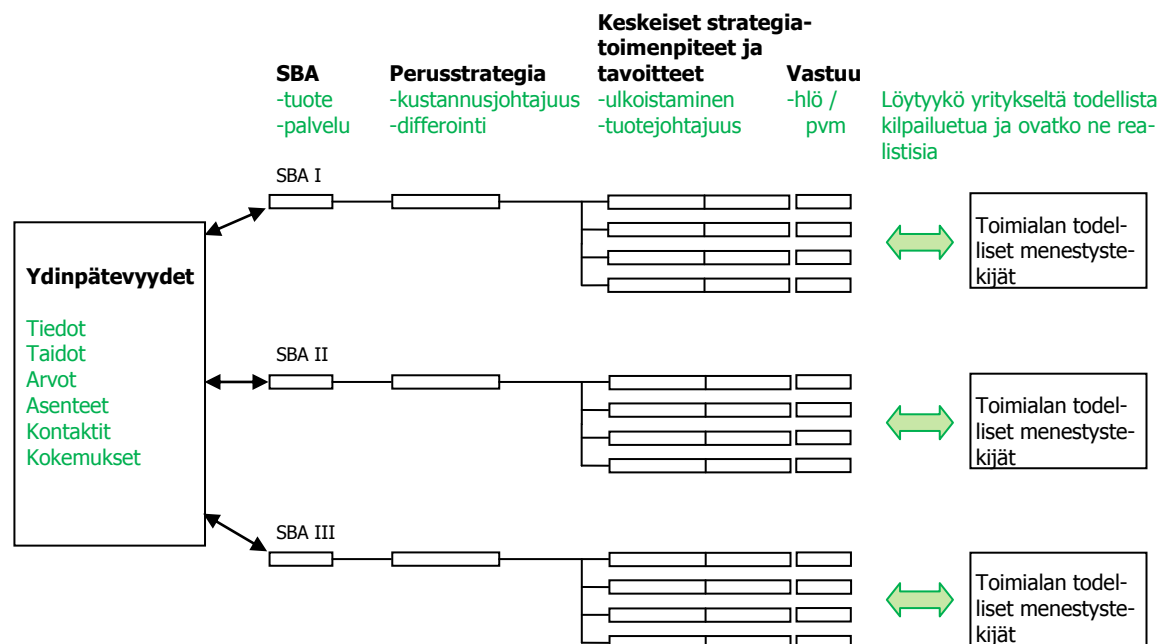 Keskeiset strategia-
toimenpiteet ja
tavoitteet
SBA
Perusstrategia
Vastuu
-tuote
-palvelu
-kustannusjohtajuus
-differointi
-ulkoistaminen
-tuotejohtajuus
-hlö /
pvm
Löytyykö yritykseltä todellista
kilpailuetua ja ovatko ne rea-
listisia
SBA I
Toimialan todel-
liset menestyste-
kijät
Ydinpätevyydet
Tiedot
Taidot
Arvot
Asenteet
Kontaktit
Kokemukset
SBA II
Toimialan todel-
liset menestyste-
kijät
SBA III
Toimialan todel-
liset menestyste-
kijät